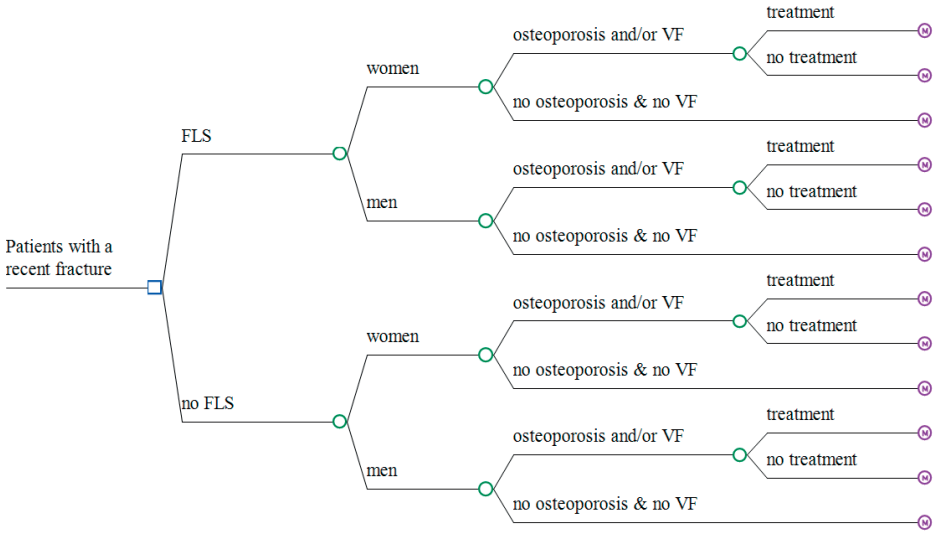 treatment
osteoporosis and/or VF
no treatment
women
no osteoporosis & no VF
FLS
treatment
osteoporosis and/or VF
no treatment
men
no osteoporosis & no VF
Patients with a
recent fracture
treatment
osteoporosis and/or VF
no treatment
women
no osteoporosis & no VF
no FLS
treatment
osteoporosis and/or VF
no treatment
men
no osteoporosis & no VF
M
M
M
M
M
M
M
M
M
M
M
M